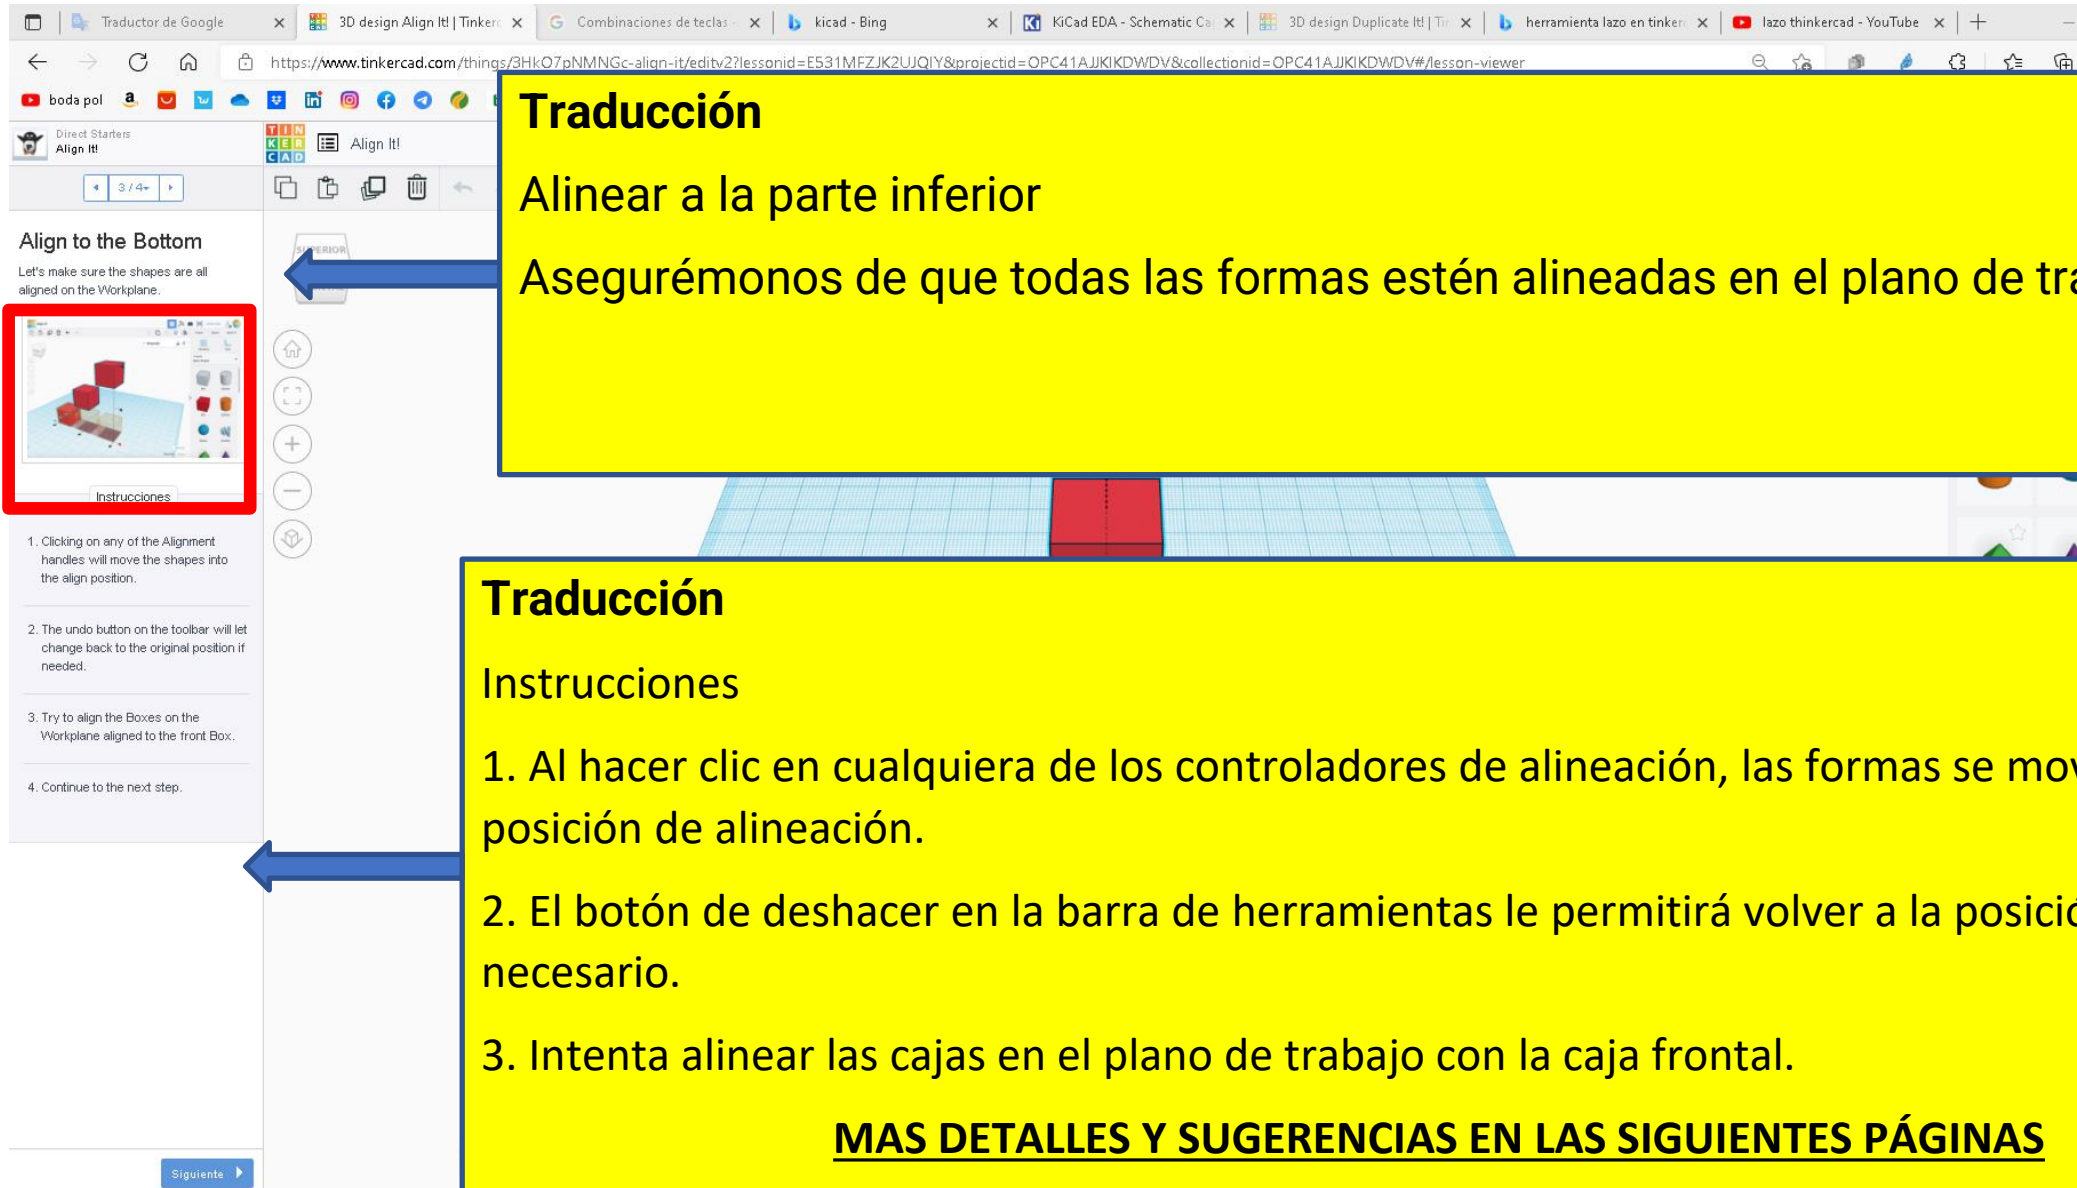 Traductor de Google
3D design Align It! | Tinkerc
Combinaciones de teclas -
kicad - Bing
KiCad EDA - Schematic Ca
3D design Duplicate It! | Tin
herramienta lazo en tinker
lazo thinkercad - YouTube
https://www.tinkercad.com/things/3HkO7pNMNGc-align-it/editv2?lessonid=E531MFZJK2UJQIY&projectid=OPC41AJJKIKDWDV&collectionid=OPC41AJJKIKDWDV#/lesson-viewer
boda pol
Direct Starters
Align It!
TINKERCAD
Align It!
3 / 4
Align to the Bottom
Let's make sure the shapes are all
aligned on the Workplane.
SUPERIOR
Instrucciones
1. Clicking on any of the Alignment
handles will move the shapes into
the align position.
2. The undo button on the toolbar will let
change back to the original position if
needed.
3. Try to align the Boxes on the
Workplane aligned to the front Box.
4. Continue to the next step.
Siguiente
Traducción
Alinear a la parte inferior
Asegurémonos de que todas las formas estén alineadas en el plano de tra
Traducción
Instrucciones
1. Al hacer clic en cualquiera de los controladores de alineación, las formas se mov
posición de alineación.
2. El botón de deshacer en la barra de herramientas le permitirá volver a la posició
necesario.
3. Intenta alinear las cajas en el plano de trabajo con la caja frontal.
MAS DETALLES Y SUGERENCIAS EN LAS SIGUIENTES PÁGINAS